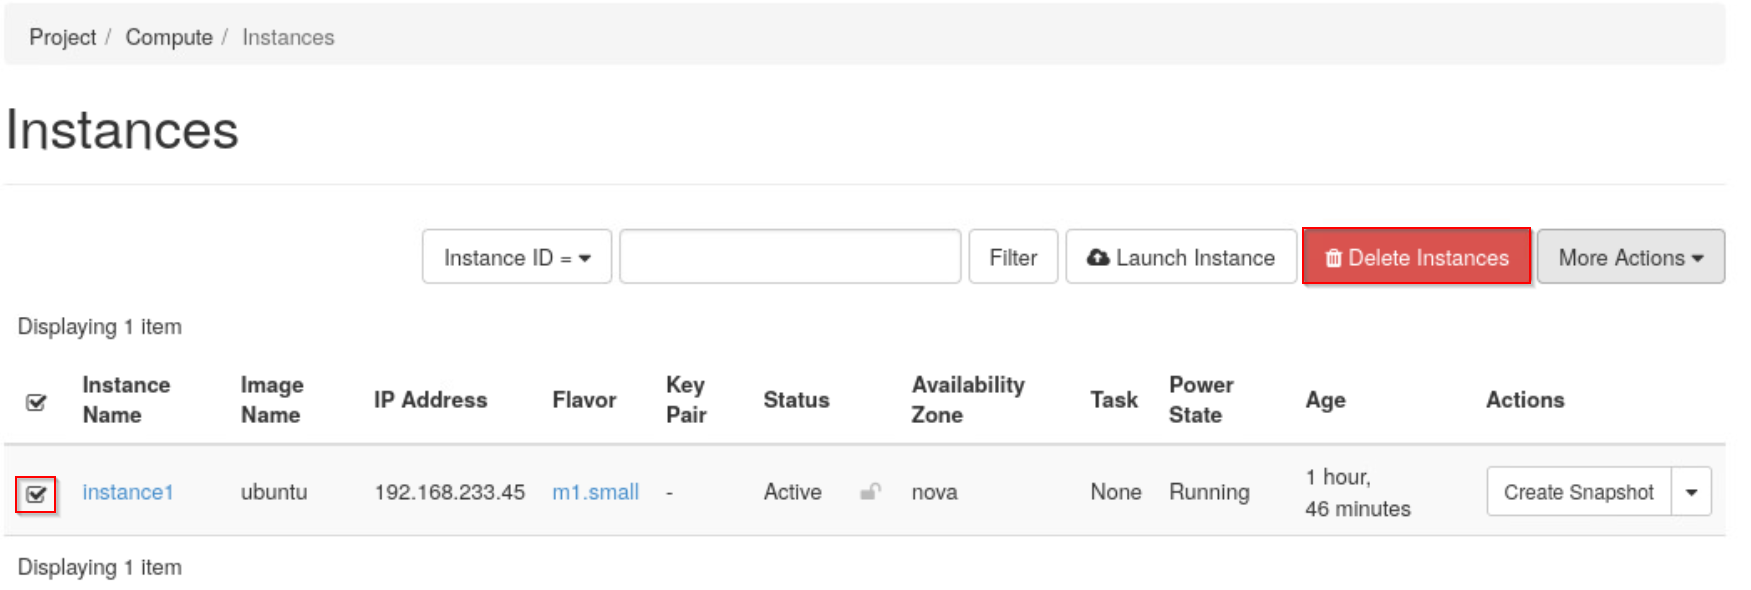 Project / Compute / Instances
Instances
Instance ID = Filter Launch Instance Delete Instances More Actions
Displaying 1 item
Instance Name Image Name IP Address Flavor Key Pair Status Availability Zone Task Power State Age Actions
instance1 ubuntu 192.168.233.45 m1.small - Active nova None Running 1 hour, 46 minutes Create Snapshot
Displaying 1 item